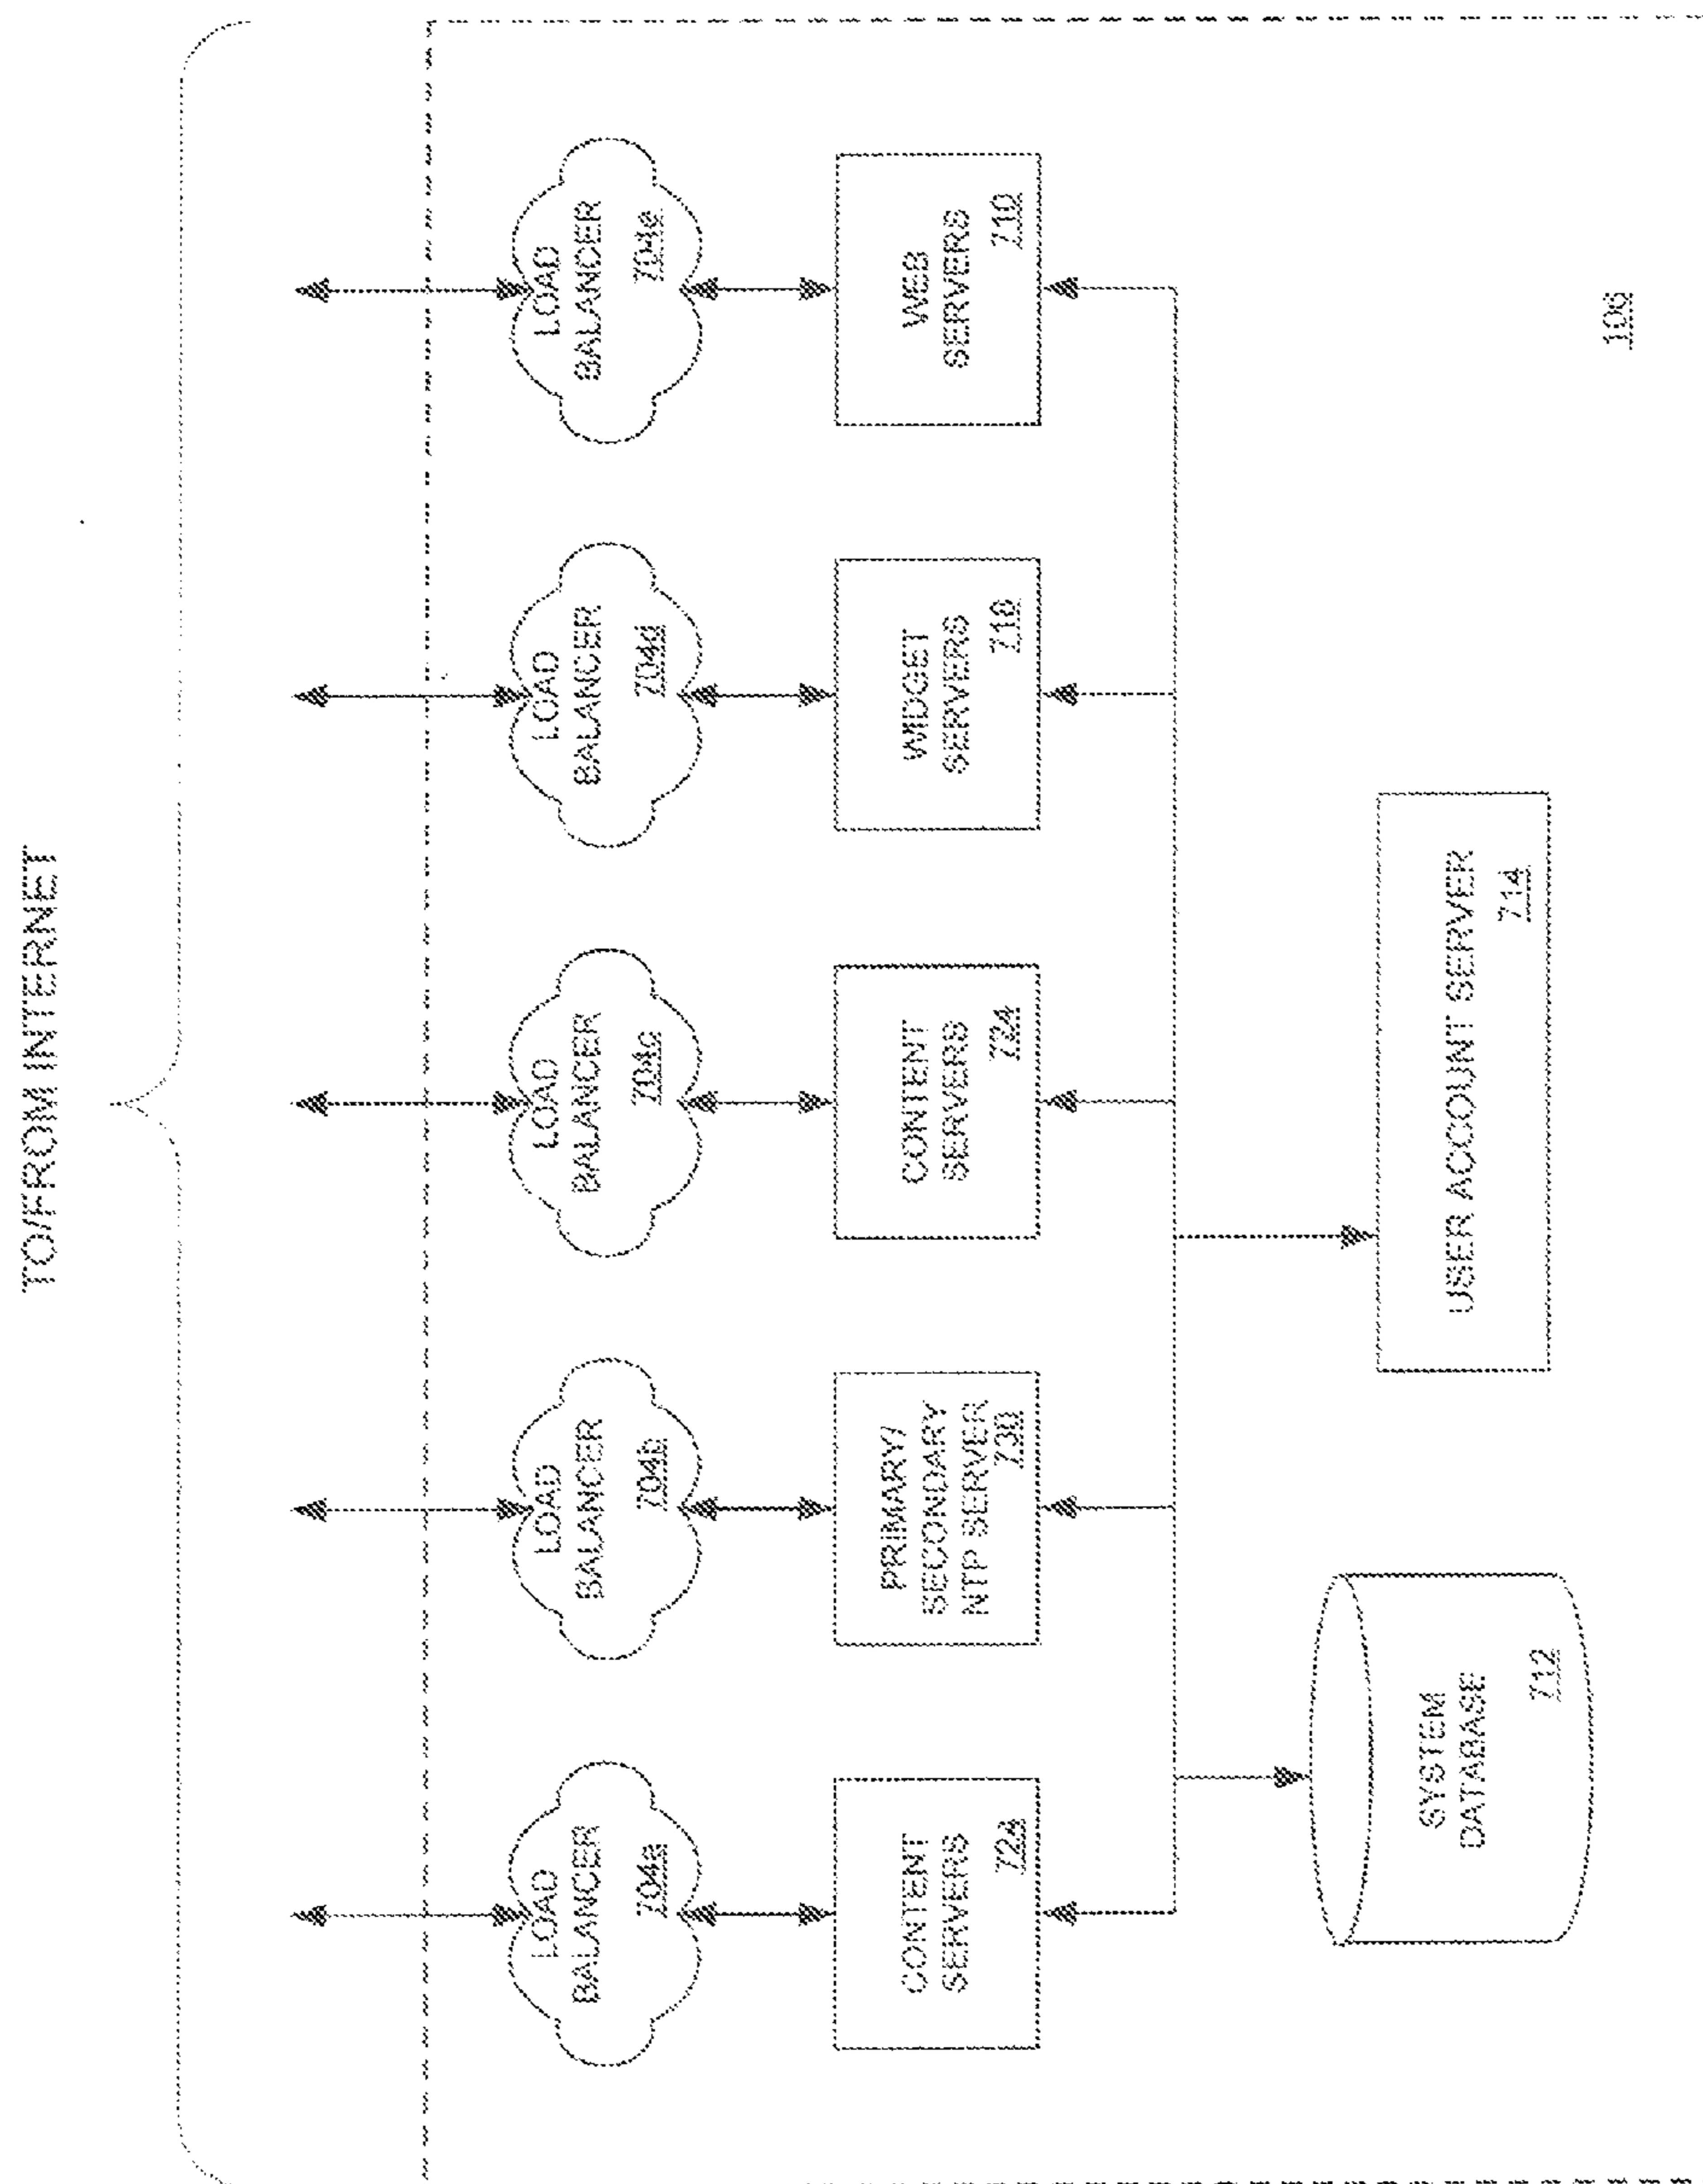 TO/FROM INTERNET
LOAD
BALANCER
704a
LOAD
BALANCER
704b
LOAD
BALANCER
704c
LOAD
BALANCER
704d
LOAD
BALANCER
704e
CONTENT
SERVERS
724
PRIMARY/
SECONDARY
NTP SERVER
730
CONTENT
SERVERS
724
WIDGET
SERVERS
WEB
SERVERS
710
SYSTEM
DATABASE
712
USER ACCOUNT SERVER
714
106